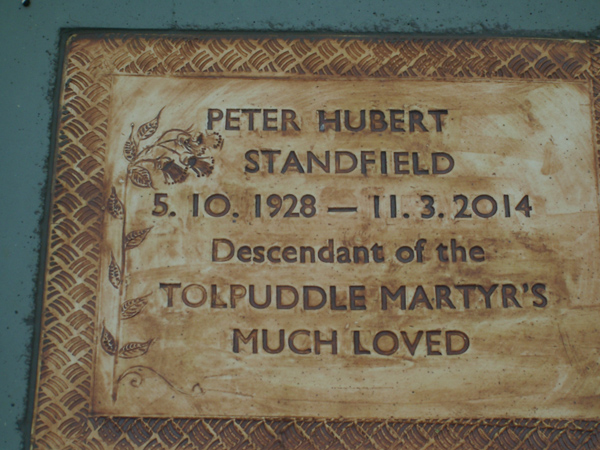 PETER HUBERT
STANDFIELD
5. 10. 1928 — 11. 3. 2014
Descendant of the
TOLPUDDLE MARTYR'S
MUCH LOVED